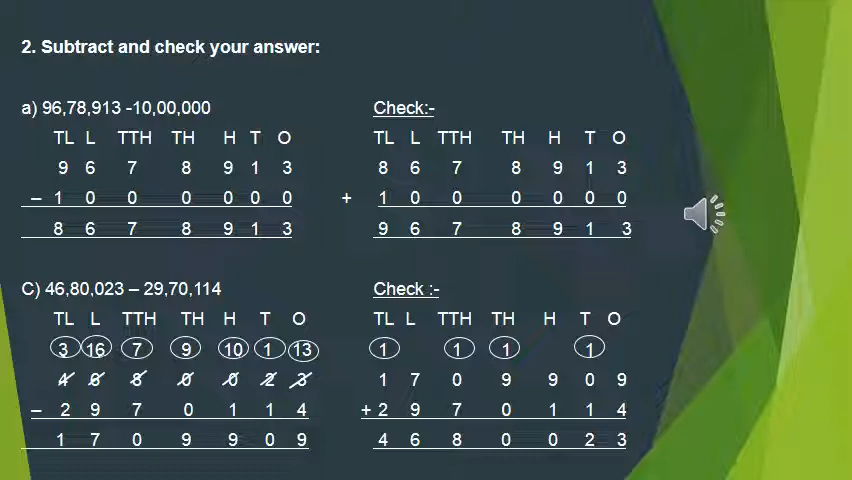 2. Subtract and check your answer:
a) 96,78,913 -10,00,000 Check:-
TL L TTH TH H T O TL L TTH TH H T O
9 6 7 8 9 1 3 8 6 7 8 9 1 3
– 1 0 0 0 0 0 0 + 1 0 0 0 0 0 0
8 6 7 8 9 1 3 9 6 7 8 9 1 3
C) 46,80,023 – 29,70,114 Check :-
TL L TTH TH H T O TL L TTH TH H T O
3 16 7 9 10 1 13 1 1 1 1
4 6 8 0 0 2 3 1 7 0 9 9 0 9
– 2 9 7 0 1 1 4 +2 9 7 0 1 1 4
1 7 0 9 9 0 9 4 6 8 0 0 2 3